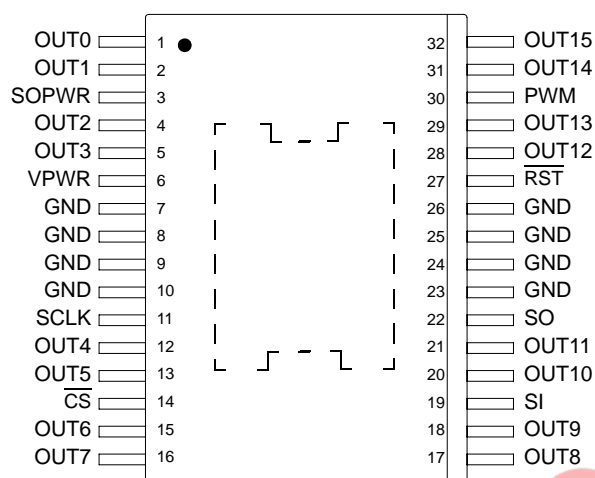 OUT0 1 32 OUT15
OUT1 2 31 OUT14
SOPWR 3 30 PWM
OUT2 4 29 OUT13
OUT3 5 28 OUT12
VPWR 6 27 RST
GND 7 26 GND
GND 8 25 GND
GND 9 24 GND
GND 10 23 GND
SCLK 11 22 SO
OUT4 12 21 OUT11
OUT5 13 20 OUT10
CS 14 19 SI
OUT6 15 18 OUT9
OUT7 16 17 OUT8